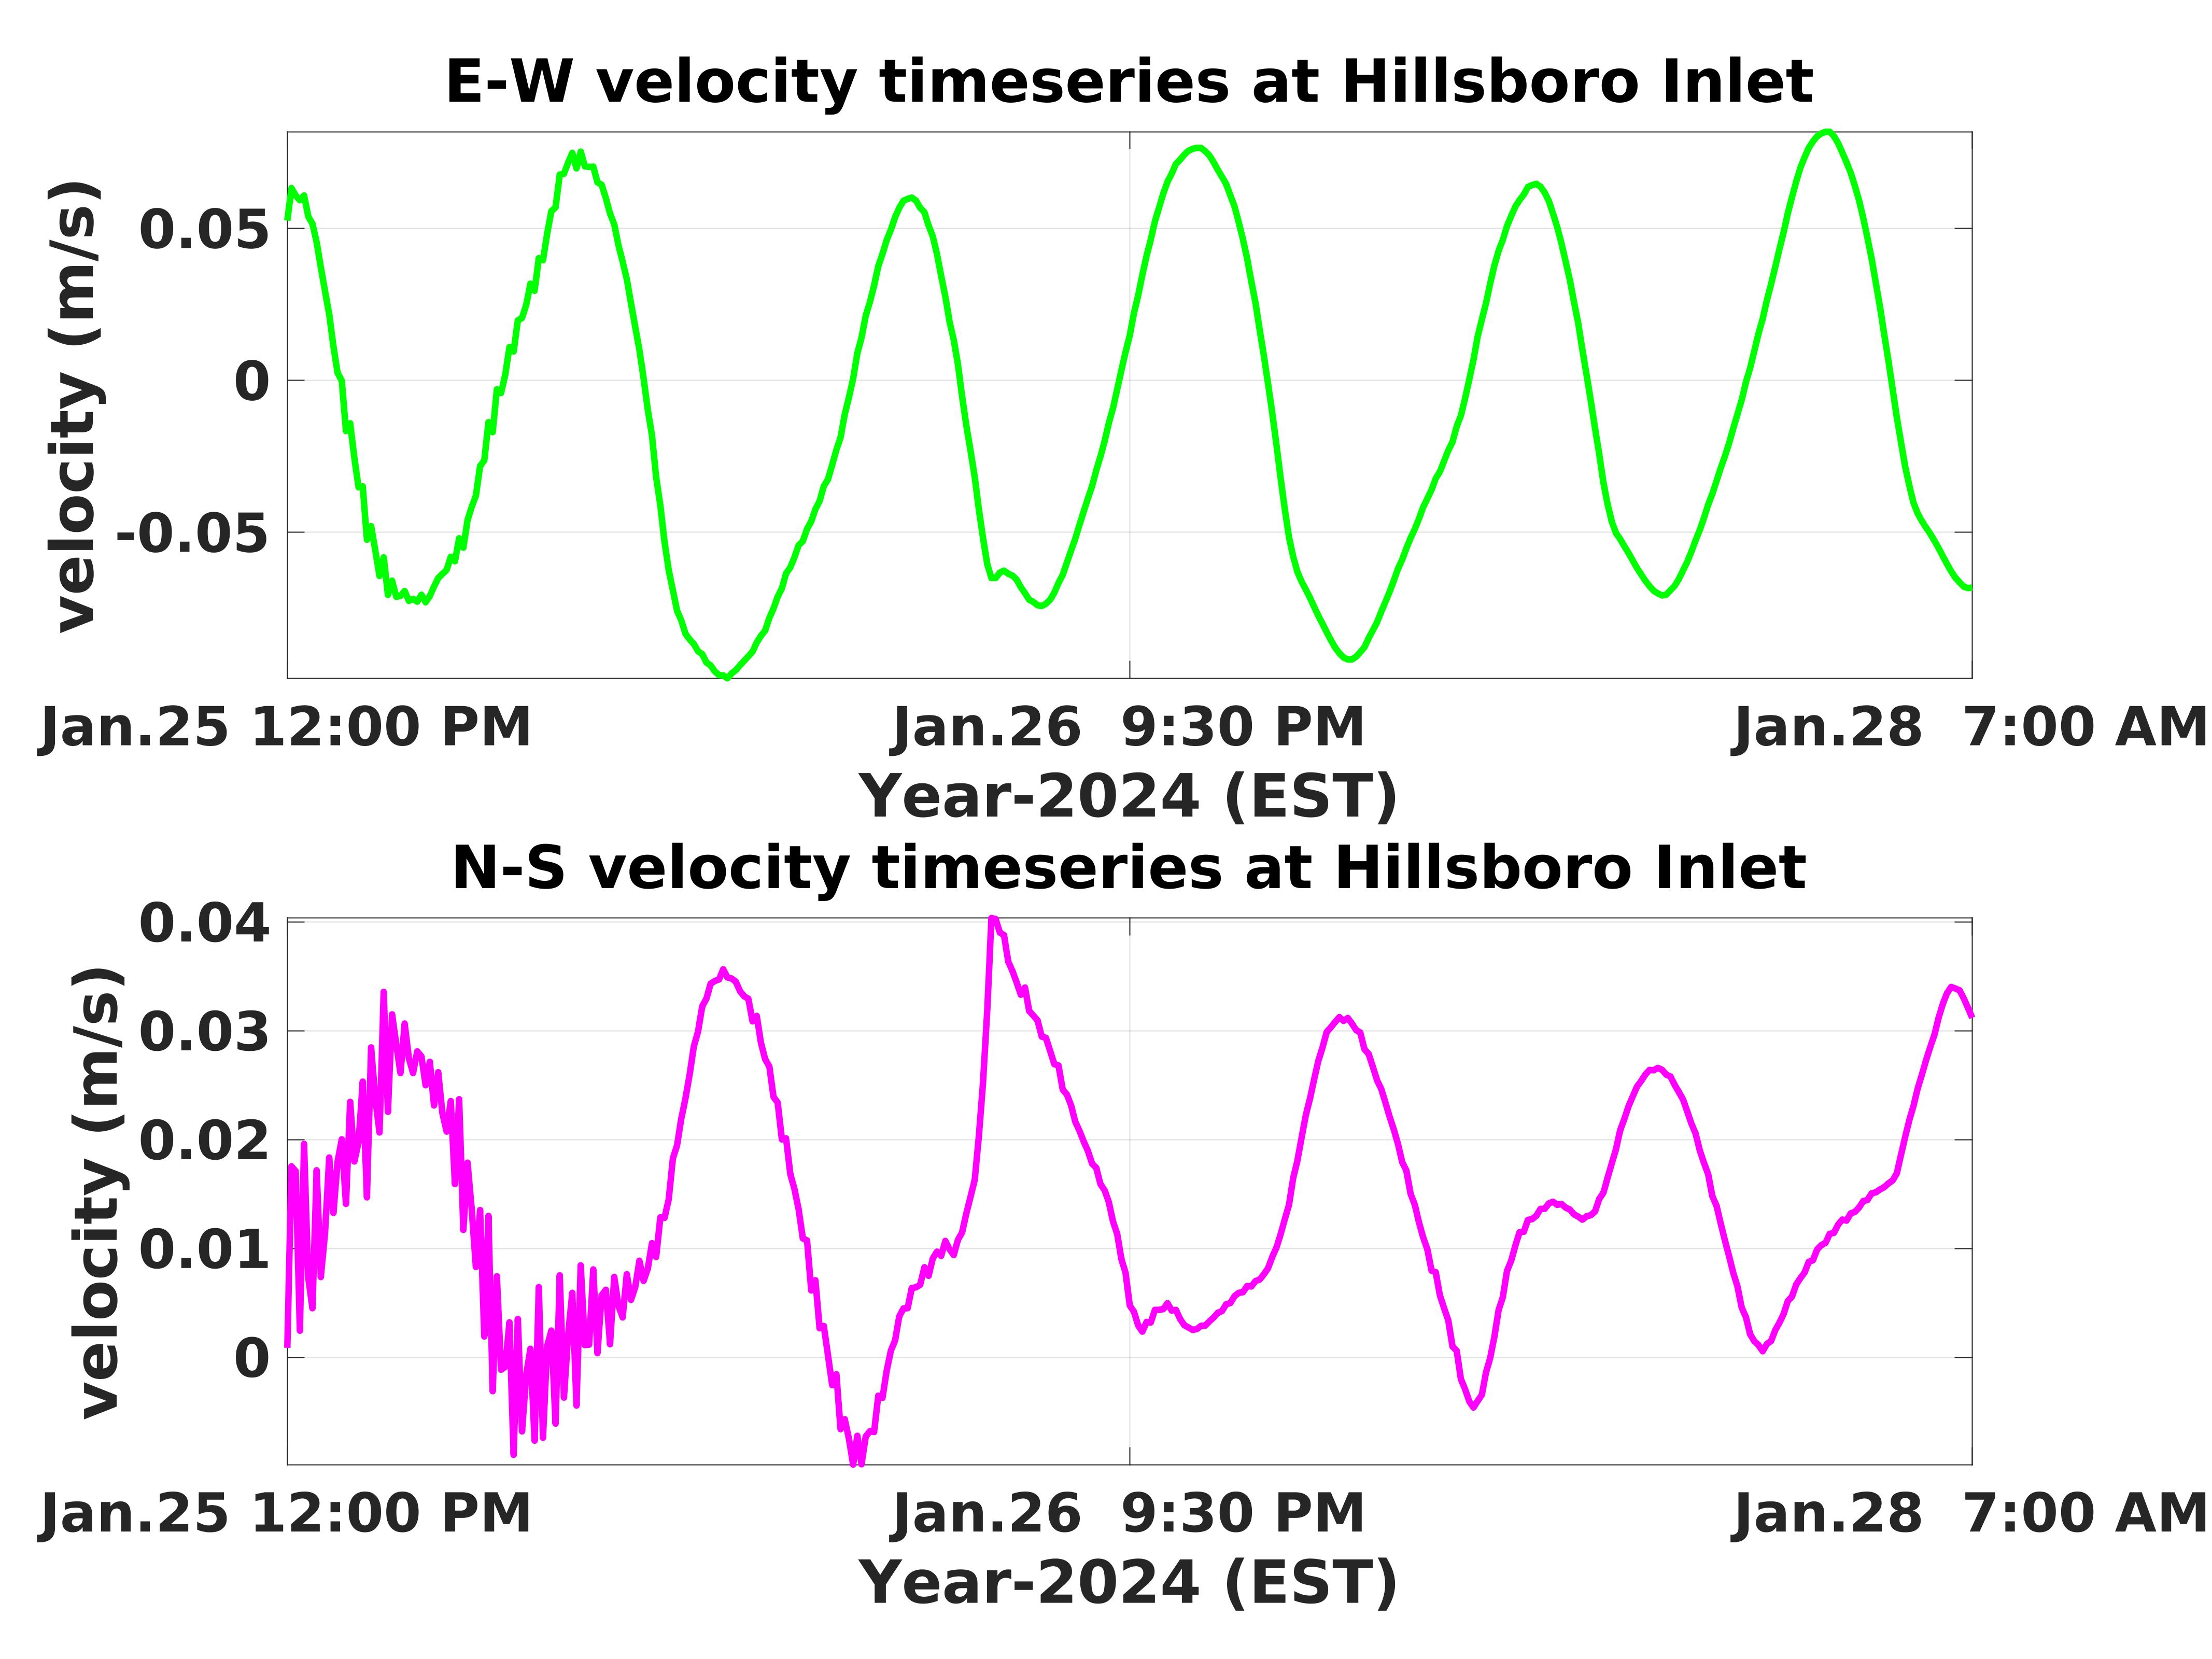 E-W velocity timeseries at Hillsboro Inlet
velocity (m/s)
0.05
0
-0.05
Jan.25 12:00 PM Jan.26  9:30 PM Jan.28  7:00 AM
Year-2024 (EST)
N-S velocity timeseries at Hillsboro Inlet
velocity (m/s)
0.04
0.03
0.02
0.01
0
Jan.25 12:00 PM Jan.26  9:30 PM Jan.28  7:00 AM
Year-2024 (EST)